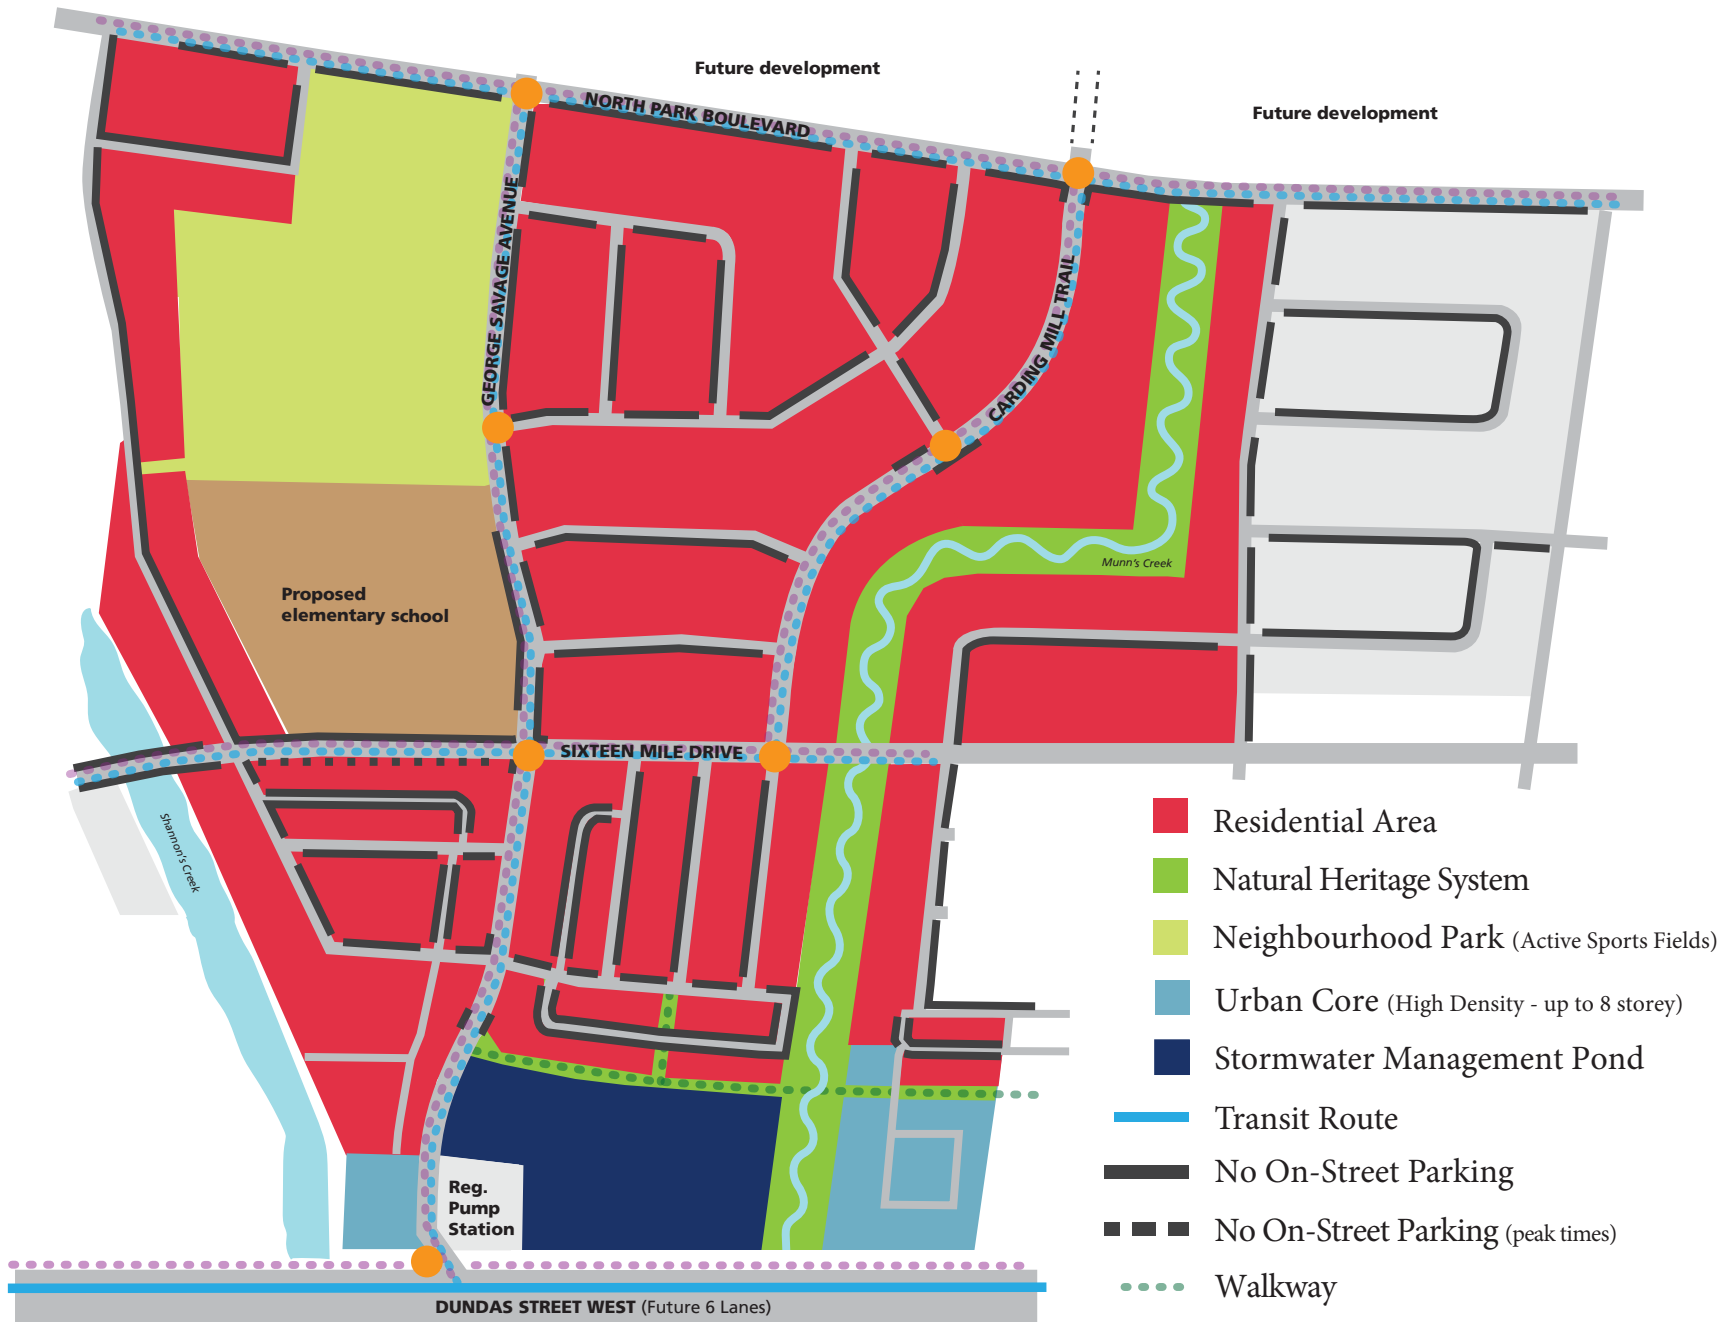 Future development
Future development
NORTH PARK BOULEVARD
GEORGE SAVAGE AVENUE
CARDING MILL TRAIL
Munn's Creek
Proposed
elementary school
SIXTEEN MILE DRIVE
Shannon's Creek
Residential Area
Natural Heritage System
Neighbourhood Park (Active Sports Fields)
Urban Core (High Density - up to 8 storey)
Stormwater Management Pond
Transit Route
No On-Street Parking
No On-Street Parking (peak times)
Walkway
Reg.
Pump
Station
DUNDAS STREET WEST (Future 6 Lanes)